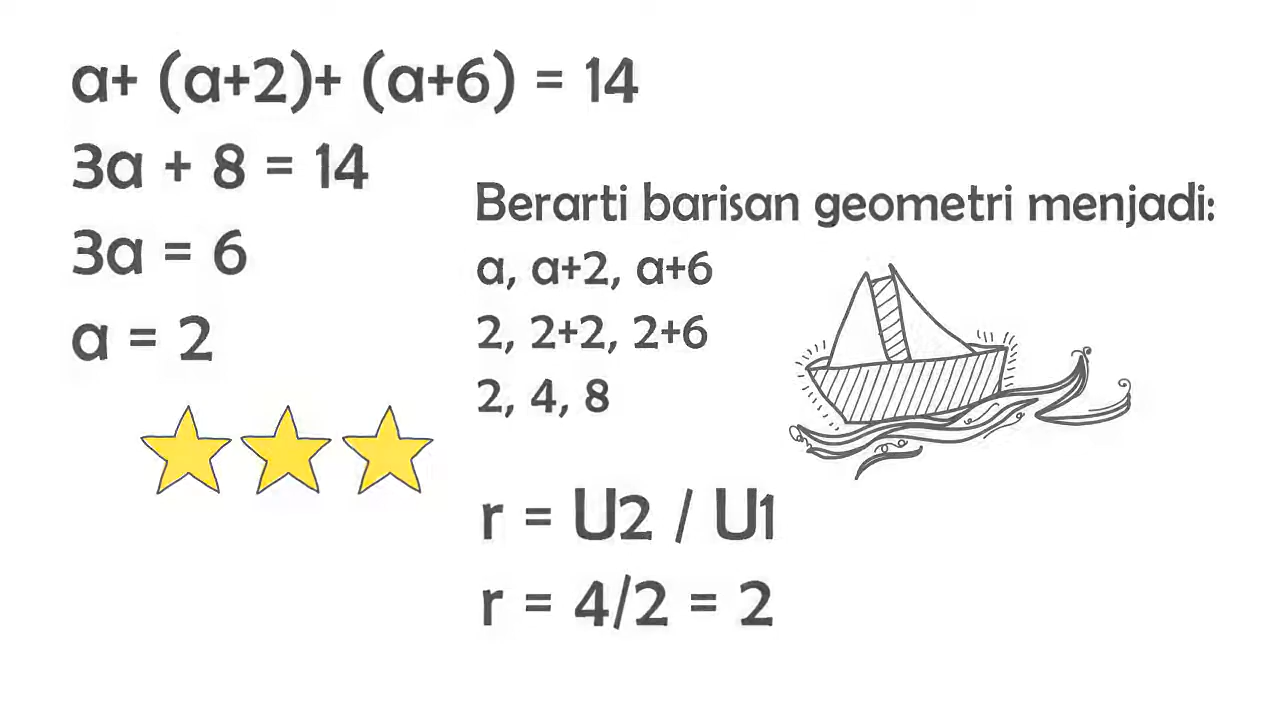 a+ (a+2)+ (a+6) = 14
3a + 8 = 14
3a = 6
a = 2
Berarti barisan geometri menjadi:
a, a+2, a+6
2, 2+2, 2+6
2, 4, 8
r = U2 / U1
r = 4/2 = 2